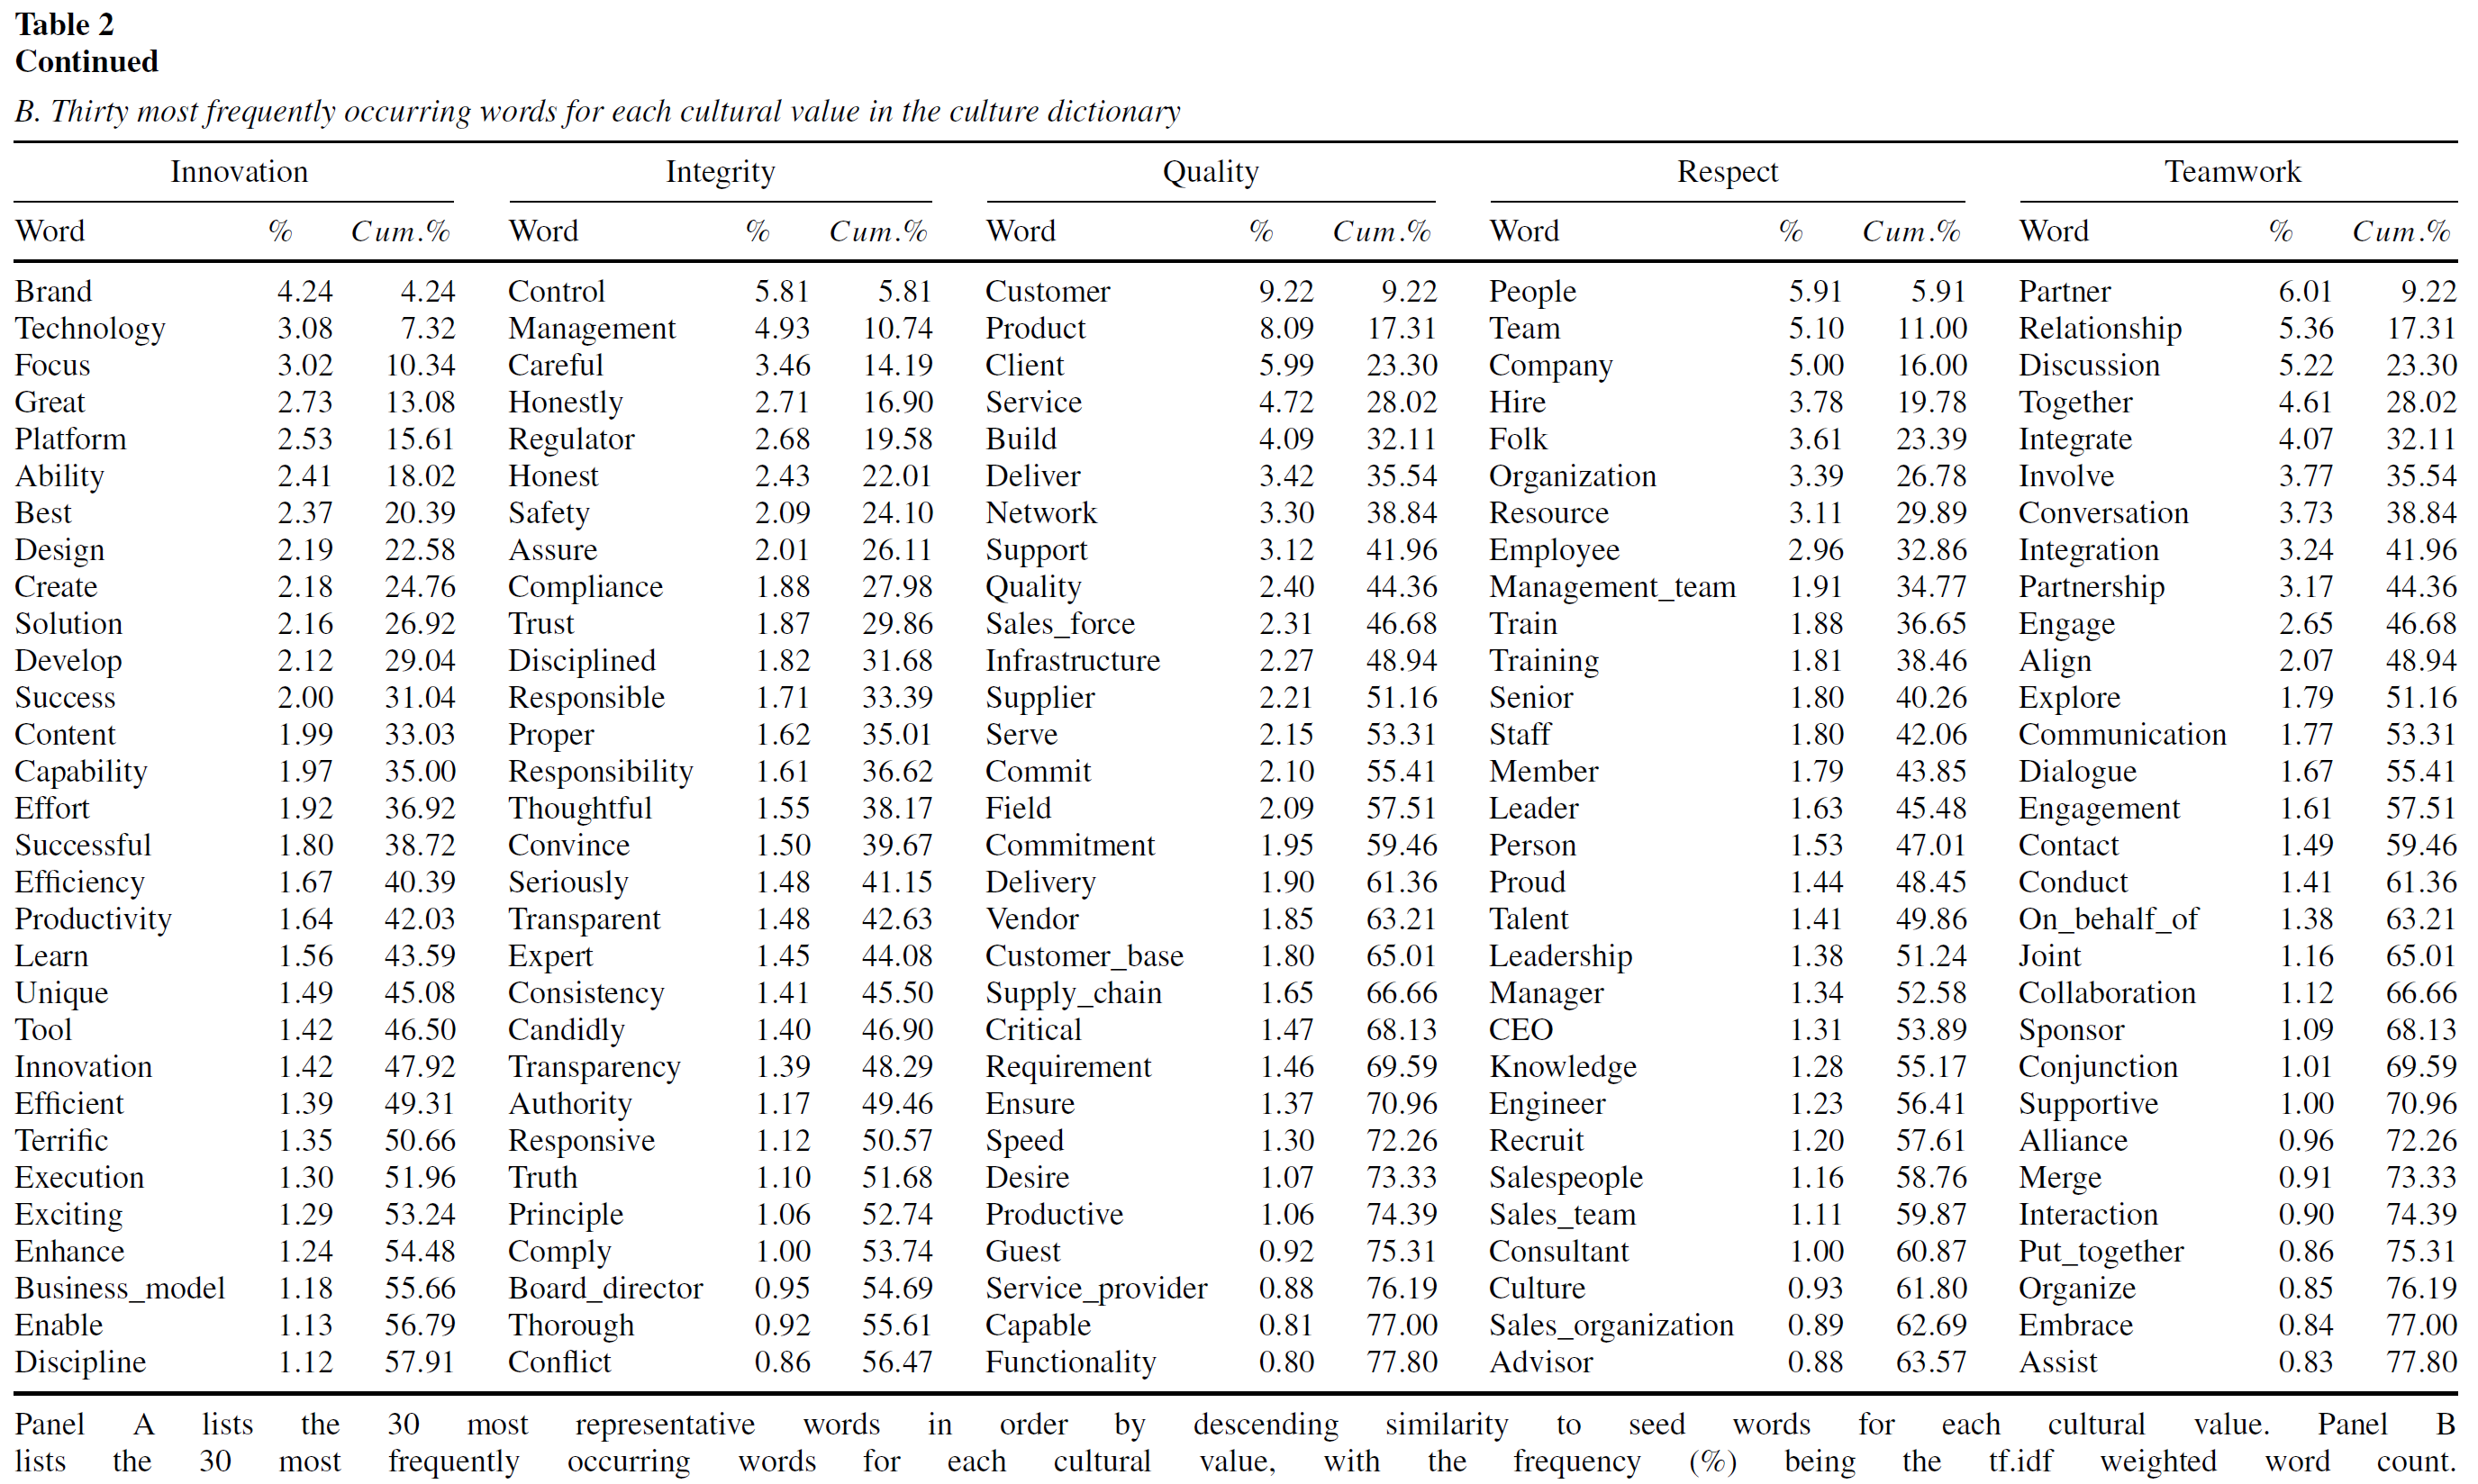 Table 2
Continued
B. Thirty most frequently occurring words for each cultural value in the culture dictionary
Innovation Integrity Quality Respect Teamwork
Word % Cum.% Word % Cum.% Word % Cum.% Word % Cum.% Word % Cum.%
Brand 4.24 4.24 Control 5.81 5.81 Customer 9.22 9.22 People 5.91 5.91 Partner 6.01 9.22
Technology 3.08 7.32 Management 4.93 10.74 Product 8.09 17.31 Team 5.10 11.00 Relationship 5.36 17.31
Focus 3.02 10.34 Careful 3.46 14.19 Client 5.99 23.30 Company 5.00 16.00 Discussion 5.22 23.30
Great 2.73 13.08 Honestly 2.71 16.90 Service 4.72 28.02 Hire 3.78 19.78 Together 4.61 28.02
Platform 2.53 15.61 Regulator 2.68 19.58 Build 4.09 32.11 Folk 3.61 23.39 Integrate 4.07 32.11
Ability 2.41 18.02 Honest 2.43 22.01 Deliver 3.42 35.54 Organization 3.39 26.78 Involve 3.77 35.54
Best 2.37 20.39 Safety 2.09 24.10 Network 3.30 38.84 Resource 3.11 29.89 Conversation 3.73 38.84
Design 2.19 22.58 Assure 2.01 26.11 Support 3.12 41.96 Employee 2.96 32.86 Integration 3.24 41.96
Create 2.18 24.76 Compliance 1.88 27.98 Quality 2.40 44.36 Management_team 1.91 34.77 Partnership 3.17 44.36
Solution 2.16 26.92 Trust 1.87 29.86 Sales_force 2.31 46.68 Train 1.88 36.65 Engage 2.65 46.68
Develop 2.12 29.04 Disciplined 1.82 31.68 Infrastructure 2.27 48.94 Training 1.81 38.46 Align 2.07 48.94
Success 2.00 31.04 Responsible 1.71 33.39 Supplier 2.21 51.16 Senior 1.80 40.26 Explore 1.79 51.16
Content 1.99 33.03 Proper 1.62 35.01 Serve 2.15 53.31 Staff 1.80 42.06 Communication 1.77 53.31
Capability 1.97 35.00 Responsibility 1.61 36.62 Commit 2.10 55.41 Member 1.79 43.85 Dialogue 1.67 55.41
Effort 1.92 36.92 Thoughtful 1.55 38.17 Field 2.09 57.51 Leader 1.63 45.48 Engagement 1.61 57.51
Successful 1.80 38.72 Convince 1.50 39.67 Commitment 1.95 59.46 Person 1.53 47.01 Contact 1.49 59.46
Efficiency 1.67 40.39 Seriously 1.48 41.15 Delivery 1.90 61.36 Proud 1.44 48.45 Conduct 1.41 61.36
Productivity 1.64 42.03 Transparent 1.48 42.63 Vendor 1.85 63.21 Talent 1.41 49.86 On_behalf_of 1.38 63.21
Learn 1.56 43.59 Expert 1.45 44.08 Customer_base 1.80 65.01 Leadership 1.38 51.24 Joint 1.16 65.01
Unique 1.49 45.08 Consistency 1.41 45.50 Supply_chain 1.65 66.66 Manager 1.34 52.58 Collaboration 1.12 66.66
Tool 1.42 46.50 Candidly 1.40 46.90 Critical 1.47 68.13 CEO 1.31 53.89 Sponsor 1.09 68.13
Innovation 1.42 47.92 Transparency 1.39 48.29 Requirement 1.46 69.59 Knowledge 1.28 55.17 Conjunction 1.01 69.59
Efficient 1.39 49.31 Authority 1.17 49.46 Ensure 1.37 70.96 Engineer 1.23 56.41 Supportive 1.00 70.96
Terrific 1.35 50.66 Responsive 1.12 50.57 Speed 1.30 72.26 Recruit 1.20 57.61 Alliance 0.96 72.26
Execution 1.30 51.96 Truth 1.10 51.68 Desire 1.07 73.33 Salespeople 1.16 58.76 Merge 0.91 73.33
Exciting 1.29 53.24 Principle 1.06 52.74 Productive 1.06 74.39 Sales_team 1.11 59.87 Interaction 0.90 74.39
Enhance 1.24 54.48 Comply 1.00 53.74 Guest 0.92 75.31 Consultant 1.00 60.87 Put_together 0.86 75.31
Business_model 1.18 55.66 Board_director 0.95 54.69 Service_provider 0.88 76.19 Culture 0.93 61.80 Organize 0.85 76.19
Enable 1.13 56.79 Thorough 0.92 55.61 Capable 0.81 77.00 Sales_organization 0.89 62.69 Embrace 0.84 77.00
Discipline 1.12 57.91 Conflict 0.86 56.47 Functionality 0.80 77.80 Advisor 0.88 63.57 Assist 0.83 77.80
Panel A lists the 30 most representative words in order by descending similarity to seed words for each cultural value. Panel B
lists the 30 most frequently occurring words for each cultural value, with the frequency (%) being the tf.idf weighted word count.